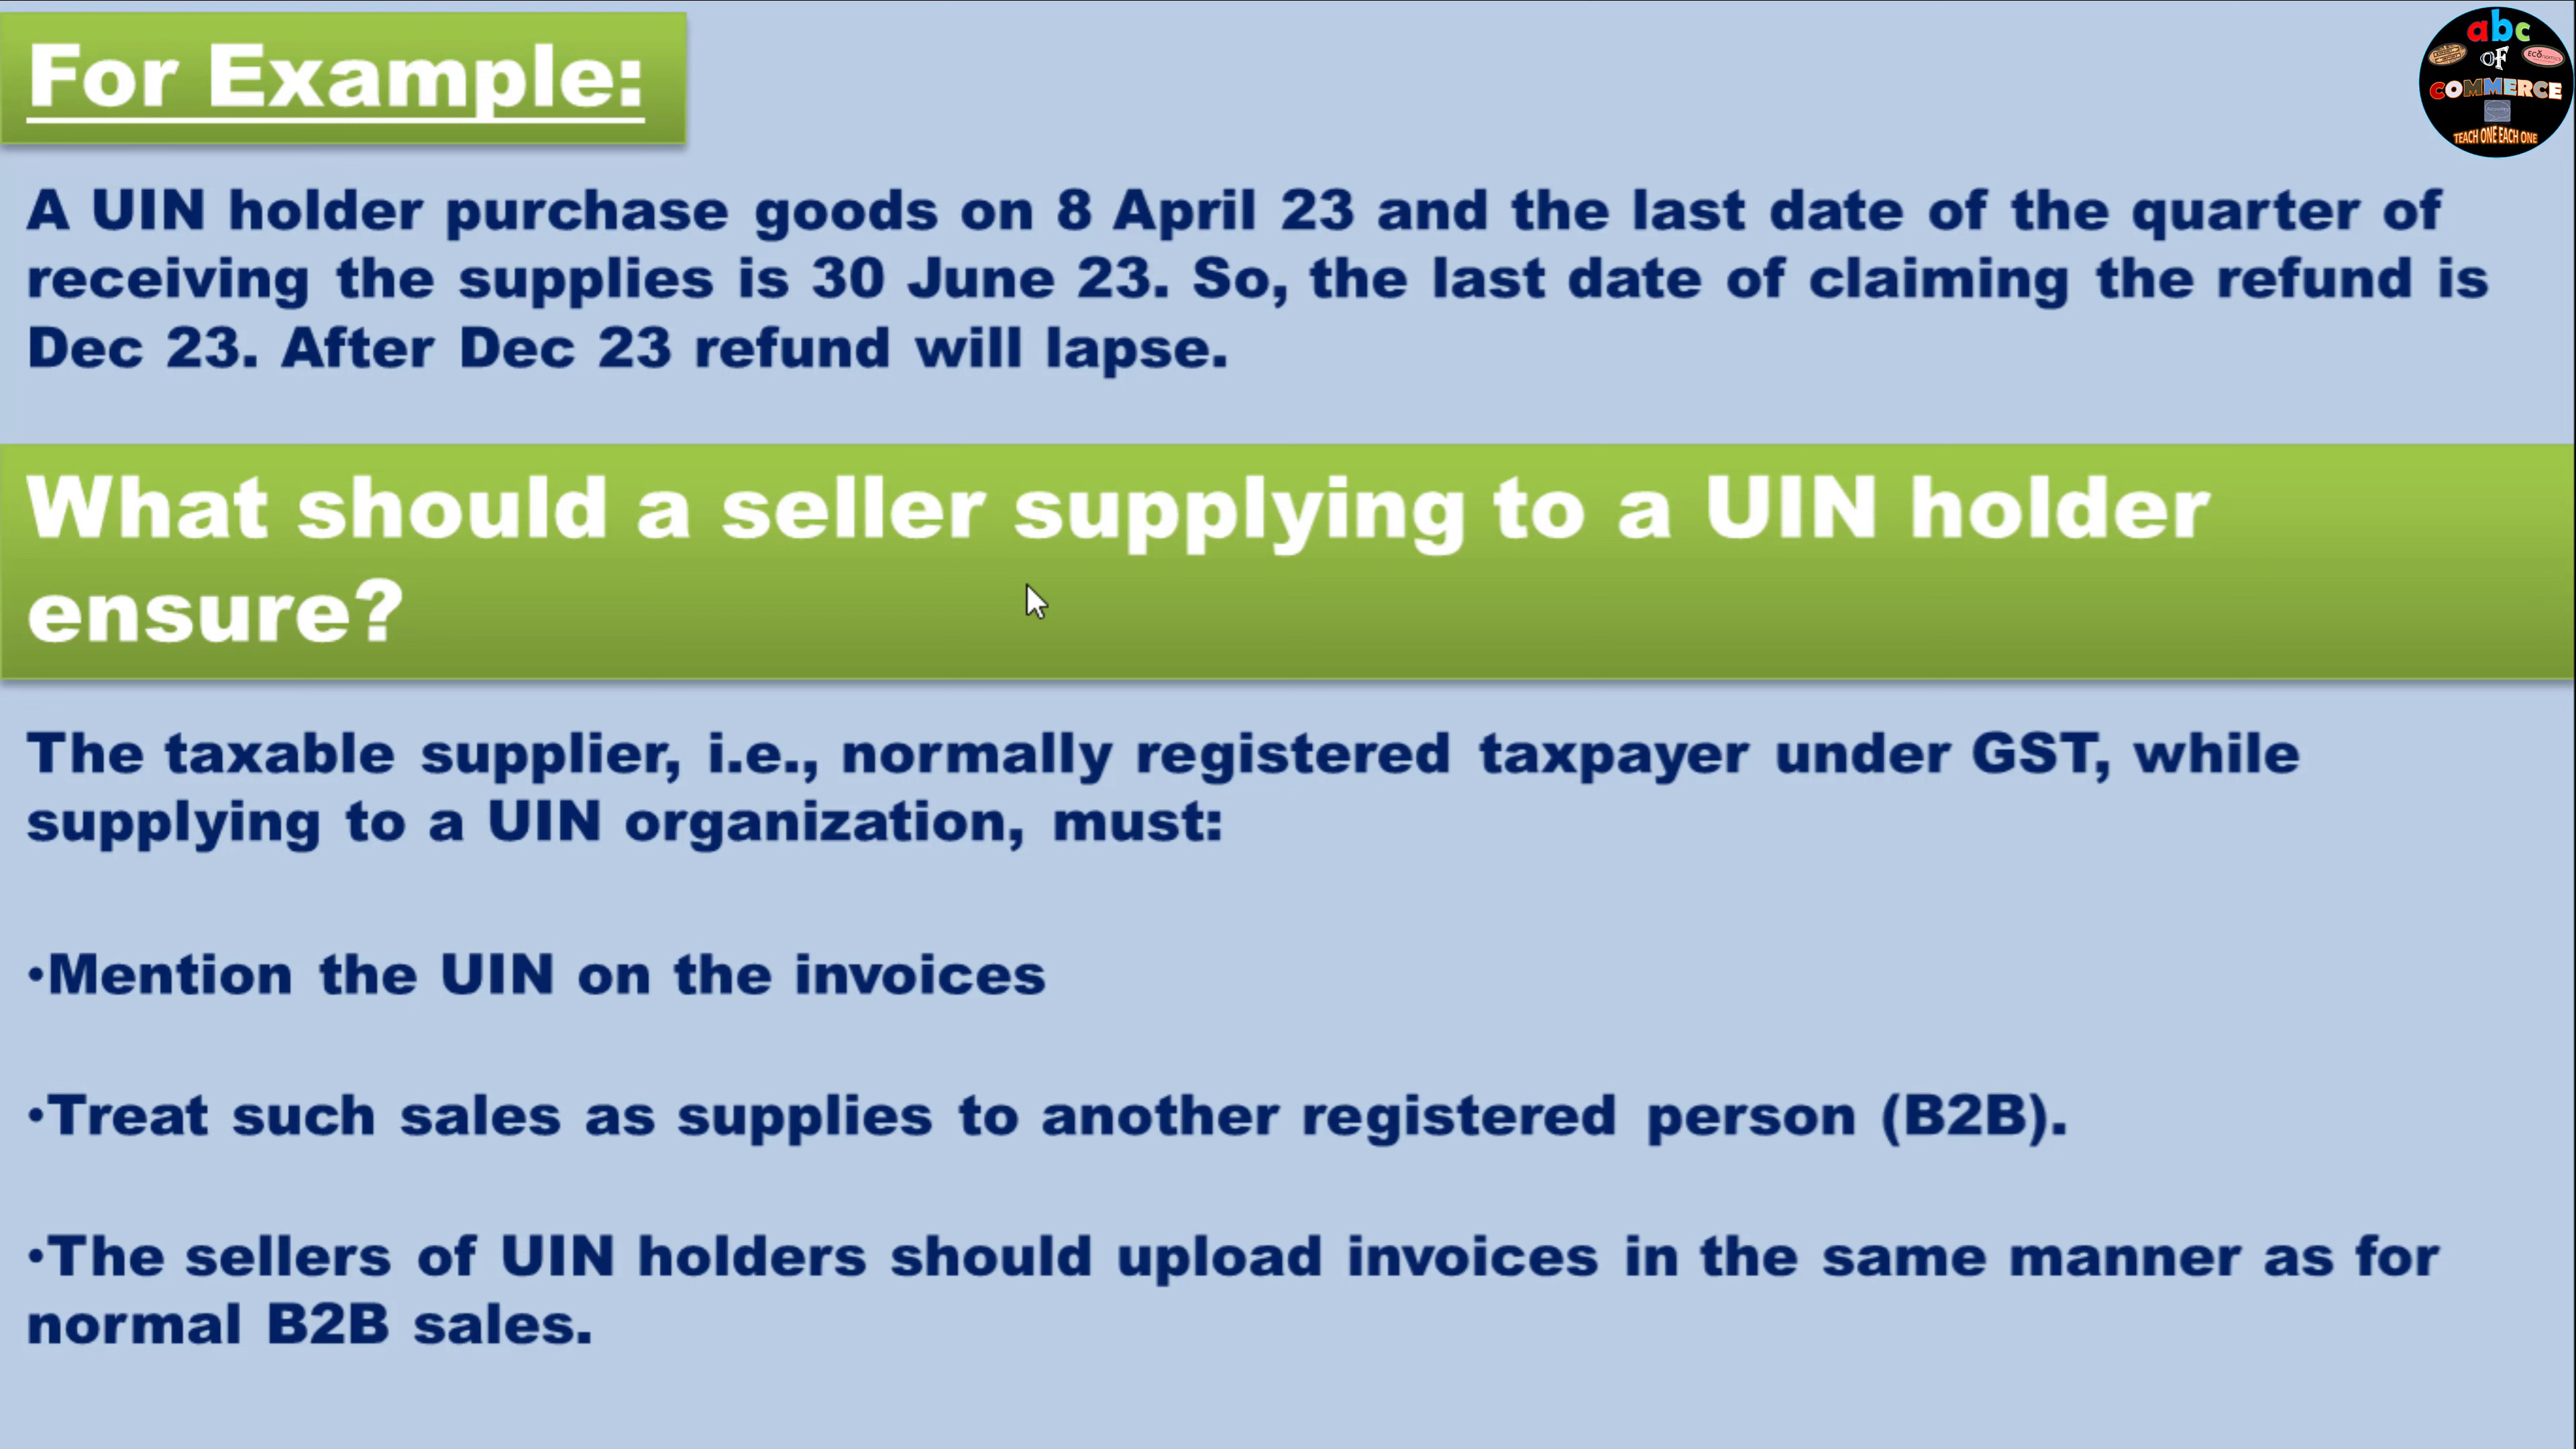 For Example:
abc
OF
COMMERCE
TEACH ONE EACH ONE
A UIN holder purchase goods on 8 April 23 and the last date of the quarter of
receiving the supplies is 30 June 23. So, the last date of claiming the refund is
Dec 23. After Dec 23 refund will lapse.
What should a seller supplying to a UIN holder
ensure?
The taxable supplier, i.e., normally registered taxpayer under GST, while
supplying to a UIN organization, must:
•Mention the UIN on the invoices
•Treat such sales as supplies to another registered person (B2B).
•The sellers of UIN holders should upload invoices in the same manner as for
normal B2B sales.